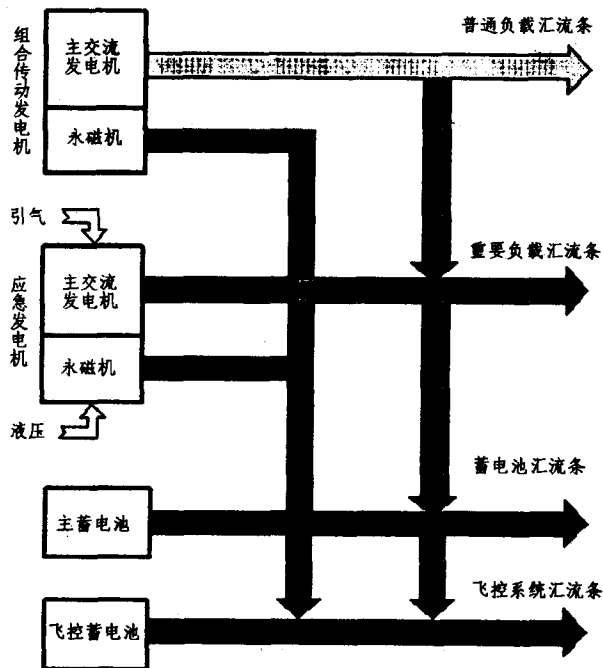 组合传动发电机
主交流
发电机
永磁机
普通负载汇流条
引气
应急发电机
主交流
发电机
永磁机
液压
重要负载汇流条
主蓄电池
蓄电池汇流条
飞控蓄电池
飞控系统汇流条